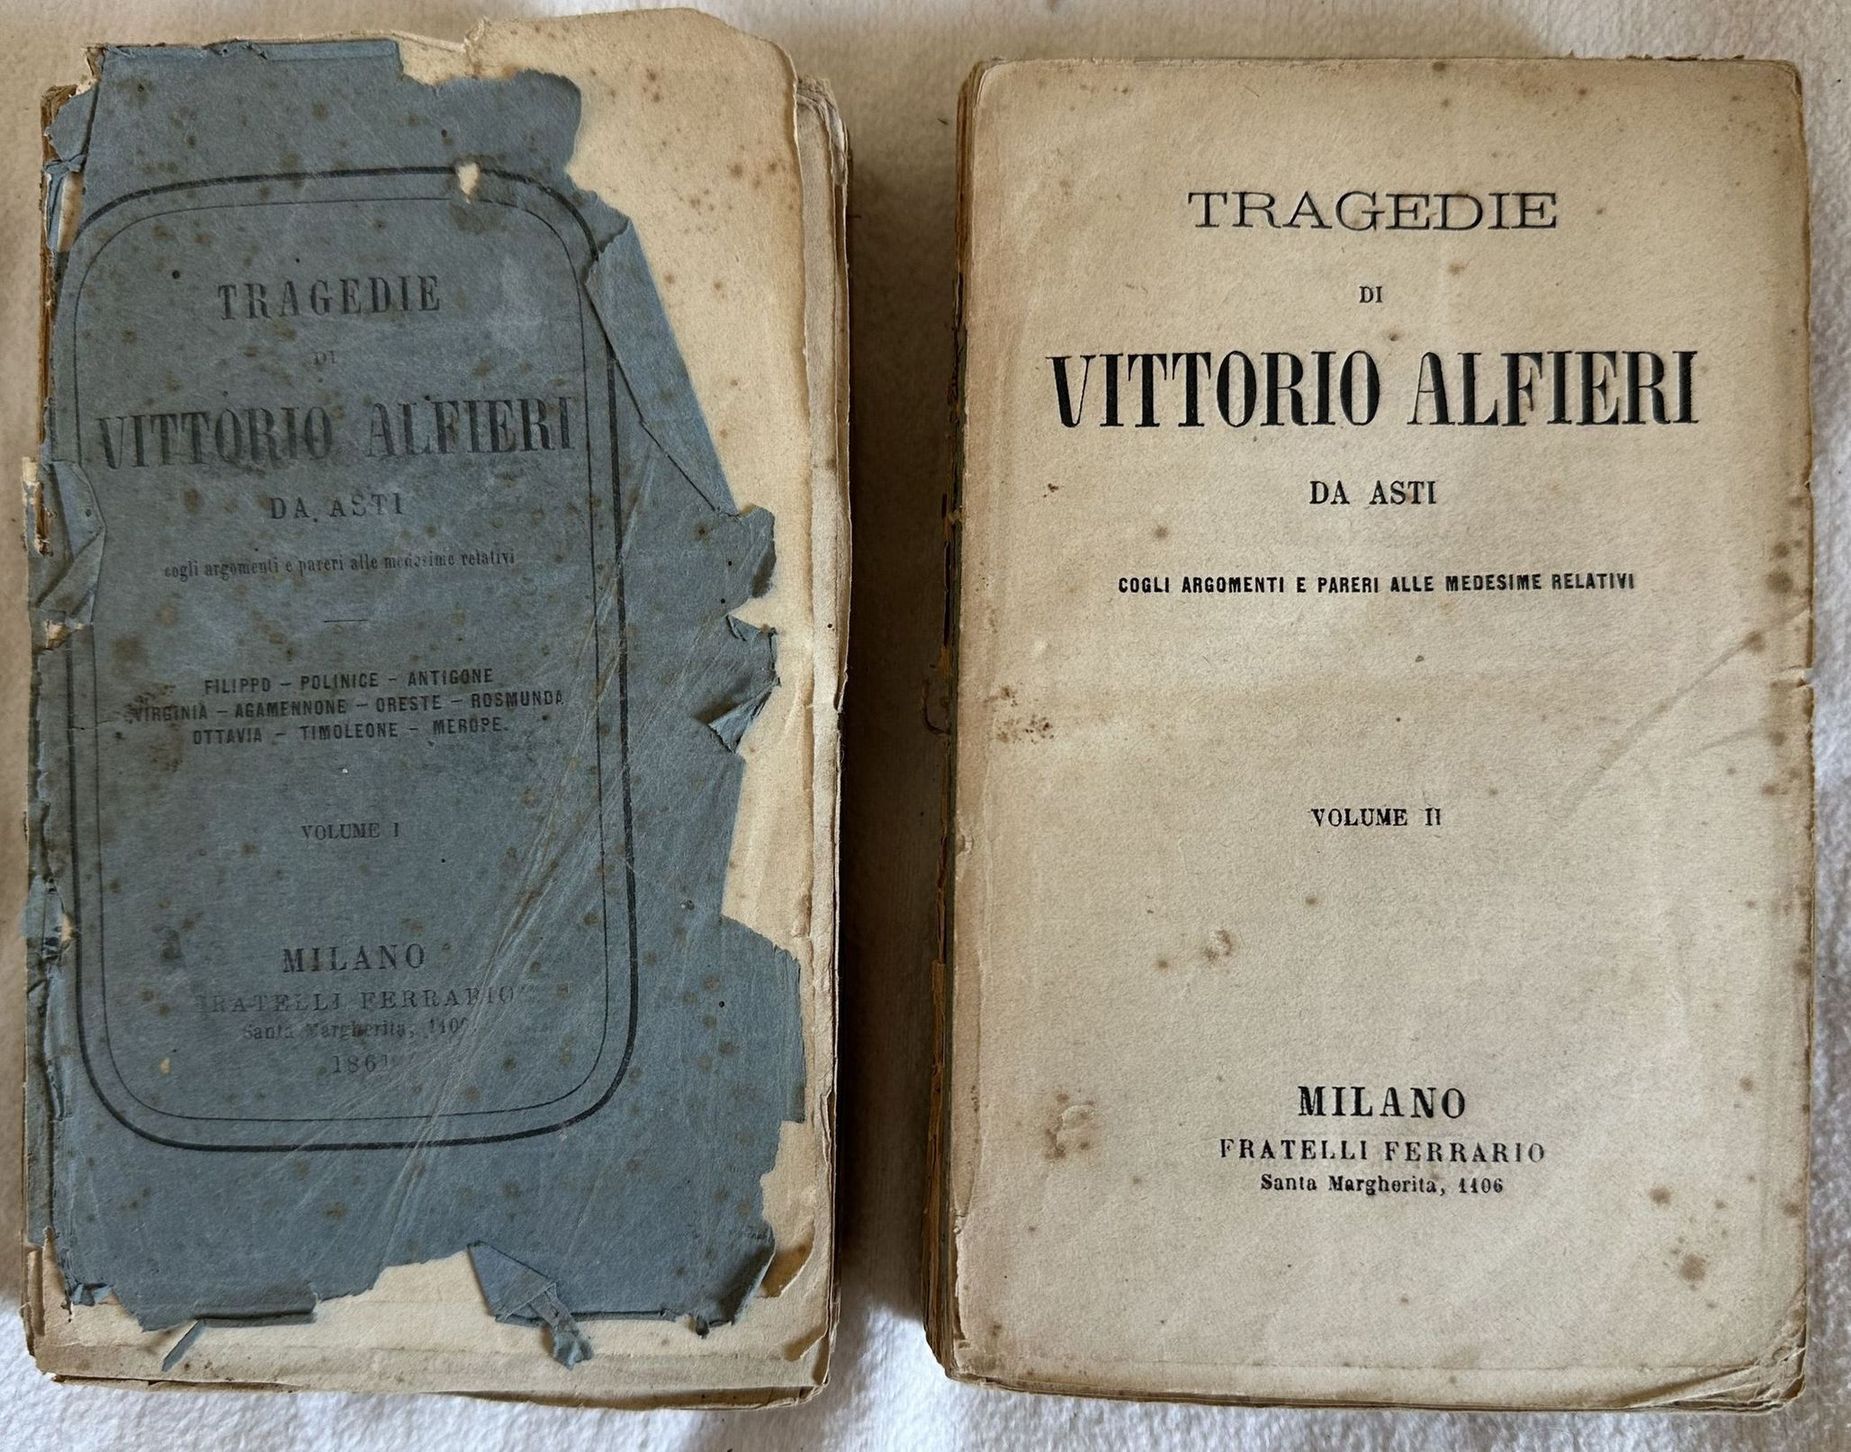 TRAGEDIE
DI
VITTORIO ALFIERI
DA ASTI
cogli argomenti e pareri alle medesime relativi
FILIPPO – POLINICE – ANTIGONE
VIRGINIA – AGAMENNONE – ORESTE – ROSMUNDA
OTTAVIA – TIMOLEONE – MEROPE.
VOLUME I
MILANO
FRATELLI FERRARIO
Santa Margherita, 1106
1861
TRAGEDIE
DI
VITTORIO ALFIERI
DA ASTI
COGLI ARGOMENTI E PARERI ALLE MEDESIME RELATIVI
VOLUME II
MILANO
FRATELLI FERRARIO
Santa Margherita, 1106